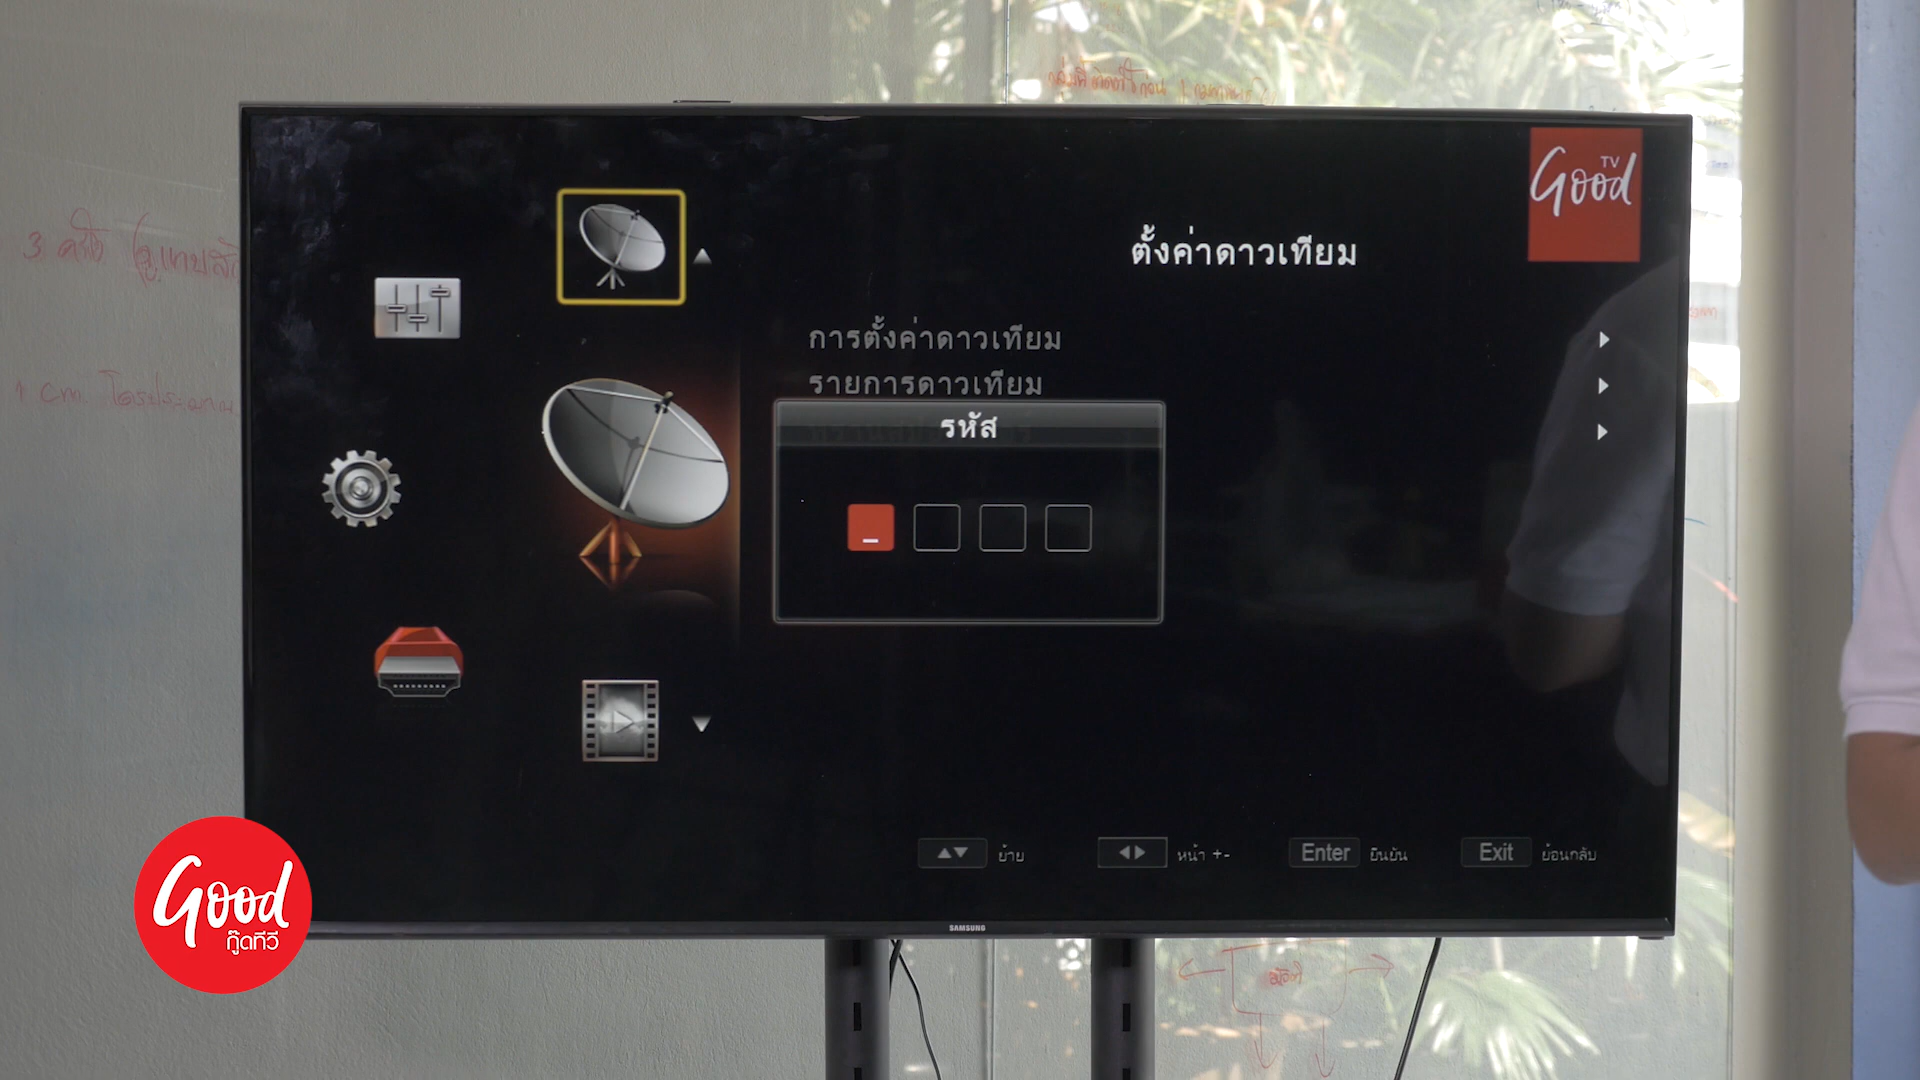 TV
Good
ตั้งค่าดาวเทียม
การตั้งค่าดาวเทียม
รายการดาวเทียม
รหัส
_
ย้าย
หน้า +-
Enter ยืนยัน
Exit ย้อนกลับ
SAMSUNG
Good
กู๊ดทีวี
3
1 cm